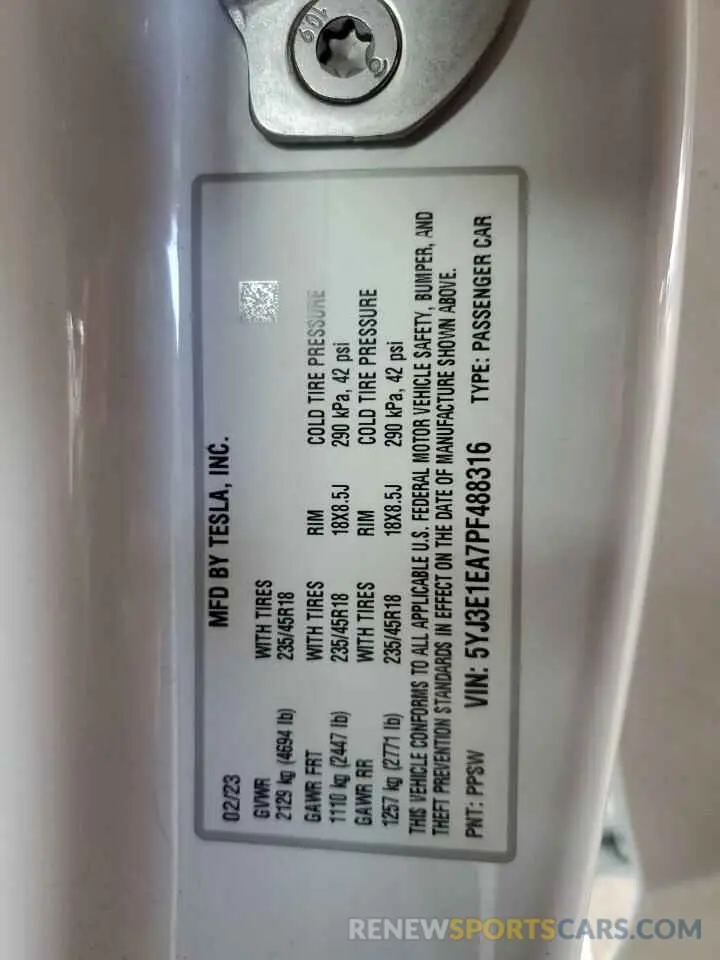 10.9
MFD BY TESLA, INC.
02/23
GVWR WITH TIRES
2129 kg (4694 lb) 235/45R18
GAWR FRT WITH TIRES RIM COLD TIRE PRESSURE
1110 kg (2447 lb) 235/45R18 18X8.5J 290 kPa, 42 psi
GAWR RR WITH TIRES RIM COLD TIRE PRESSURE
1257 kg (2771 lb) 235/45R18 18X8.5J 290 kPa, 42 psi
THIS VEHICLE CONFORMS TO ALL APPLICABLE U.S. FEDERAL MOTOR VEHICLE SAFETY, BUMPER, AND
THEFT PREVENTION STANDARDS IN EFFECT ON THE DATE OF MANUFACTURE SHOWN ABOVE.
PNT: PPSW VIN: 5YJ3E1EA7PF488316 TYPE: PASSENGER CAR
RENEWSPORTSCARS.COM